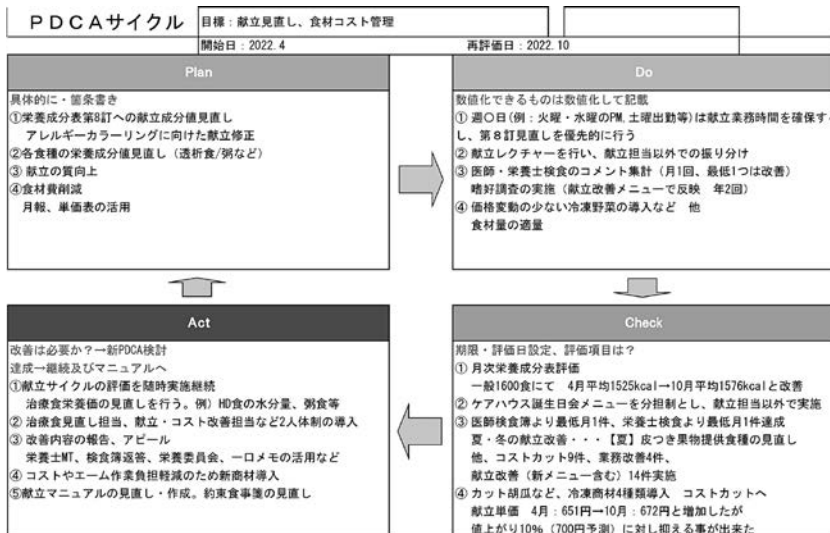 PDCAサイクル
目標：献立見直し、食材コスト管理
開始日：2022.4
再評価日：2022.10
Plan
具体的に・箇条書き
①栄養成分表第8訂への献立成分値見直し
アレルギーカラーリングに向けた献立修正
②各食種の栄養成分値見直し（透析食/粥など）
③ 献立の質向上
④食材費削減
月報、単価表の活用
Do
数値化できるものは数値化して記載
① 週〇日(例：火曜・水曜のPM,土曜出勤等)は献立業務時間を確保す
し、第８訂見直しを優先的に行う
② 献立レクチャーを行い、献立担当以外での振り分け
③ 医師・栄養士検食のコメント集計（月1回、最低1つは改善）
嗜好調査の実施（献立改善メニューで反映　年2回）
④ 価格変動の少ない冷凍野菜の導入など　他
食材量の適量
Act
改善は必要か？→新PDCA検討
達成→継続及びマニュアルへ
①献立サイクルの評価を随時実施継続
治療食栄養価の見直しを行う。例）HD食の水分量、粥食等
② 治療食見直し担当、献立・コスト改善担当など2人体制の導入
③ 改善内容の報告、アピール
栄養士MT、検食簿返答、栄養委員会、一口メモの活用など
④ コストやエーム作業負担軽減のため新商材導入
⑤献立マニュアルの見直し・作成。約束食事箋の見直し
Check
期限・評価日設定、評価項目は？
① 月次栄養成分表評価
一般1600食にて　4月平均1525kcal→10月平均1576kcalと改善
② ケアハウス誕生日会メニューを分担制とし、献立担当以外で実施
③ 医師検食簿より最低月1件、栄養士検食より最低月1件達成
夏・冬の献立改善・・・【夏】皮つき果物提供食種の見直し
他、コストカット9件、業務改善4件、
献立改善（新メニュー含む）14件実施
④ カット胡瓜など、冷凍商材4種類導入　コストカットへ
献立単価　4月：651円→10月：672円と増加したが
値上がり10％（700円予測）に対し抑える事が出来た